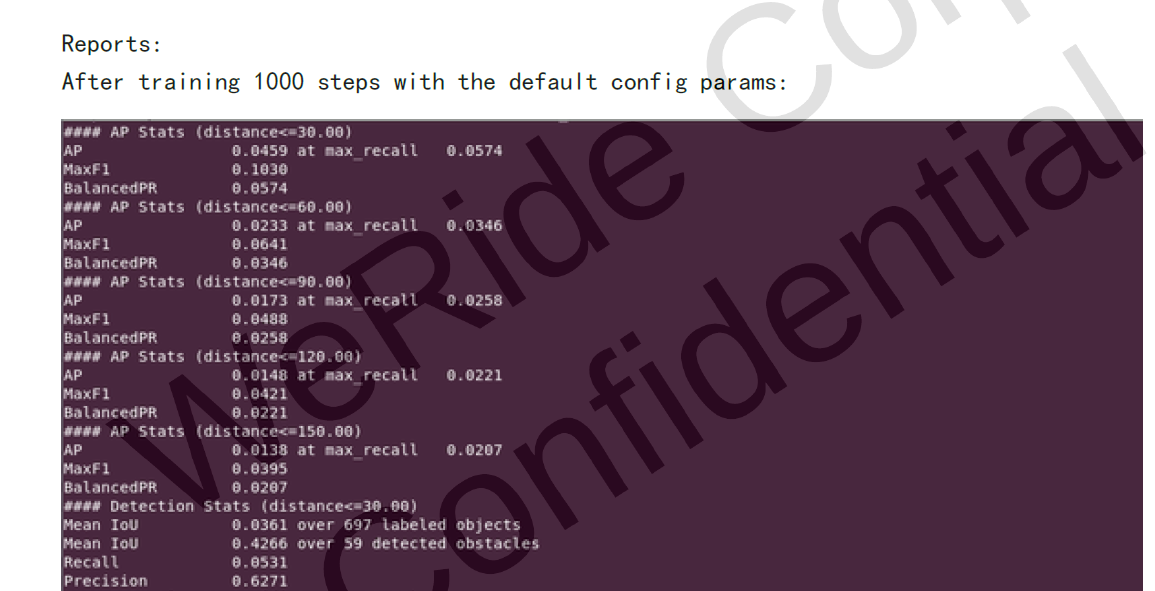 Reports:
After training 1000 steps with the default config params:
#### AP Stats (distance<=30.00)
AP 0.0459 at max_recall 0.0574
MaxF1 0.1030
BalancedPR 0.0574
#### AP Stats (distance<=60.00)
AP 0.0233 at max_recall 0.0346
MaxF1 0.0641
BalancedPR 0.0346
#### AP Stats (distance<=90.00)
AP 0.0173 at max_recall 0.0258
MaxF1 0.0488
BalancedPR 0.0258
#### AP Stats (distance<=120.00)
AP 0.0148 at max_recall 0.0221
MaxF1 0.0421
BalancedPR 0.0221
#### AP Stats (distance<=150.00)
AP 0.0138 at max_recall 0.0207
MaxF1 0.0395
BalancedPR 0.0207
#### Detection Stats (distance<=30.00)
Mean IoU 0.0361 over 697 labeled objects
Mean IoU 0.4266 over 59 detected obstacles
Recall 0.0531
Precision 0.6271
WeRide Corp
Confidential